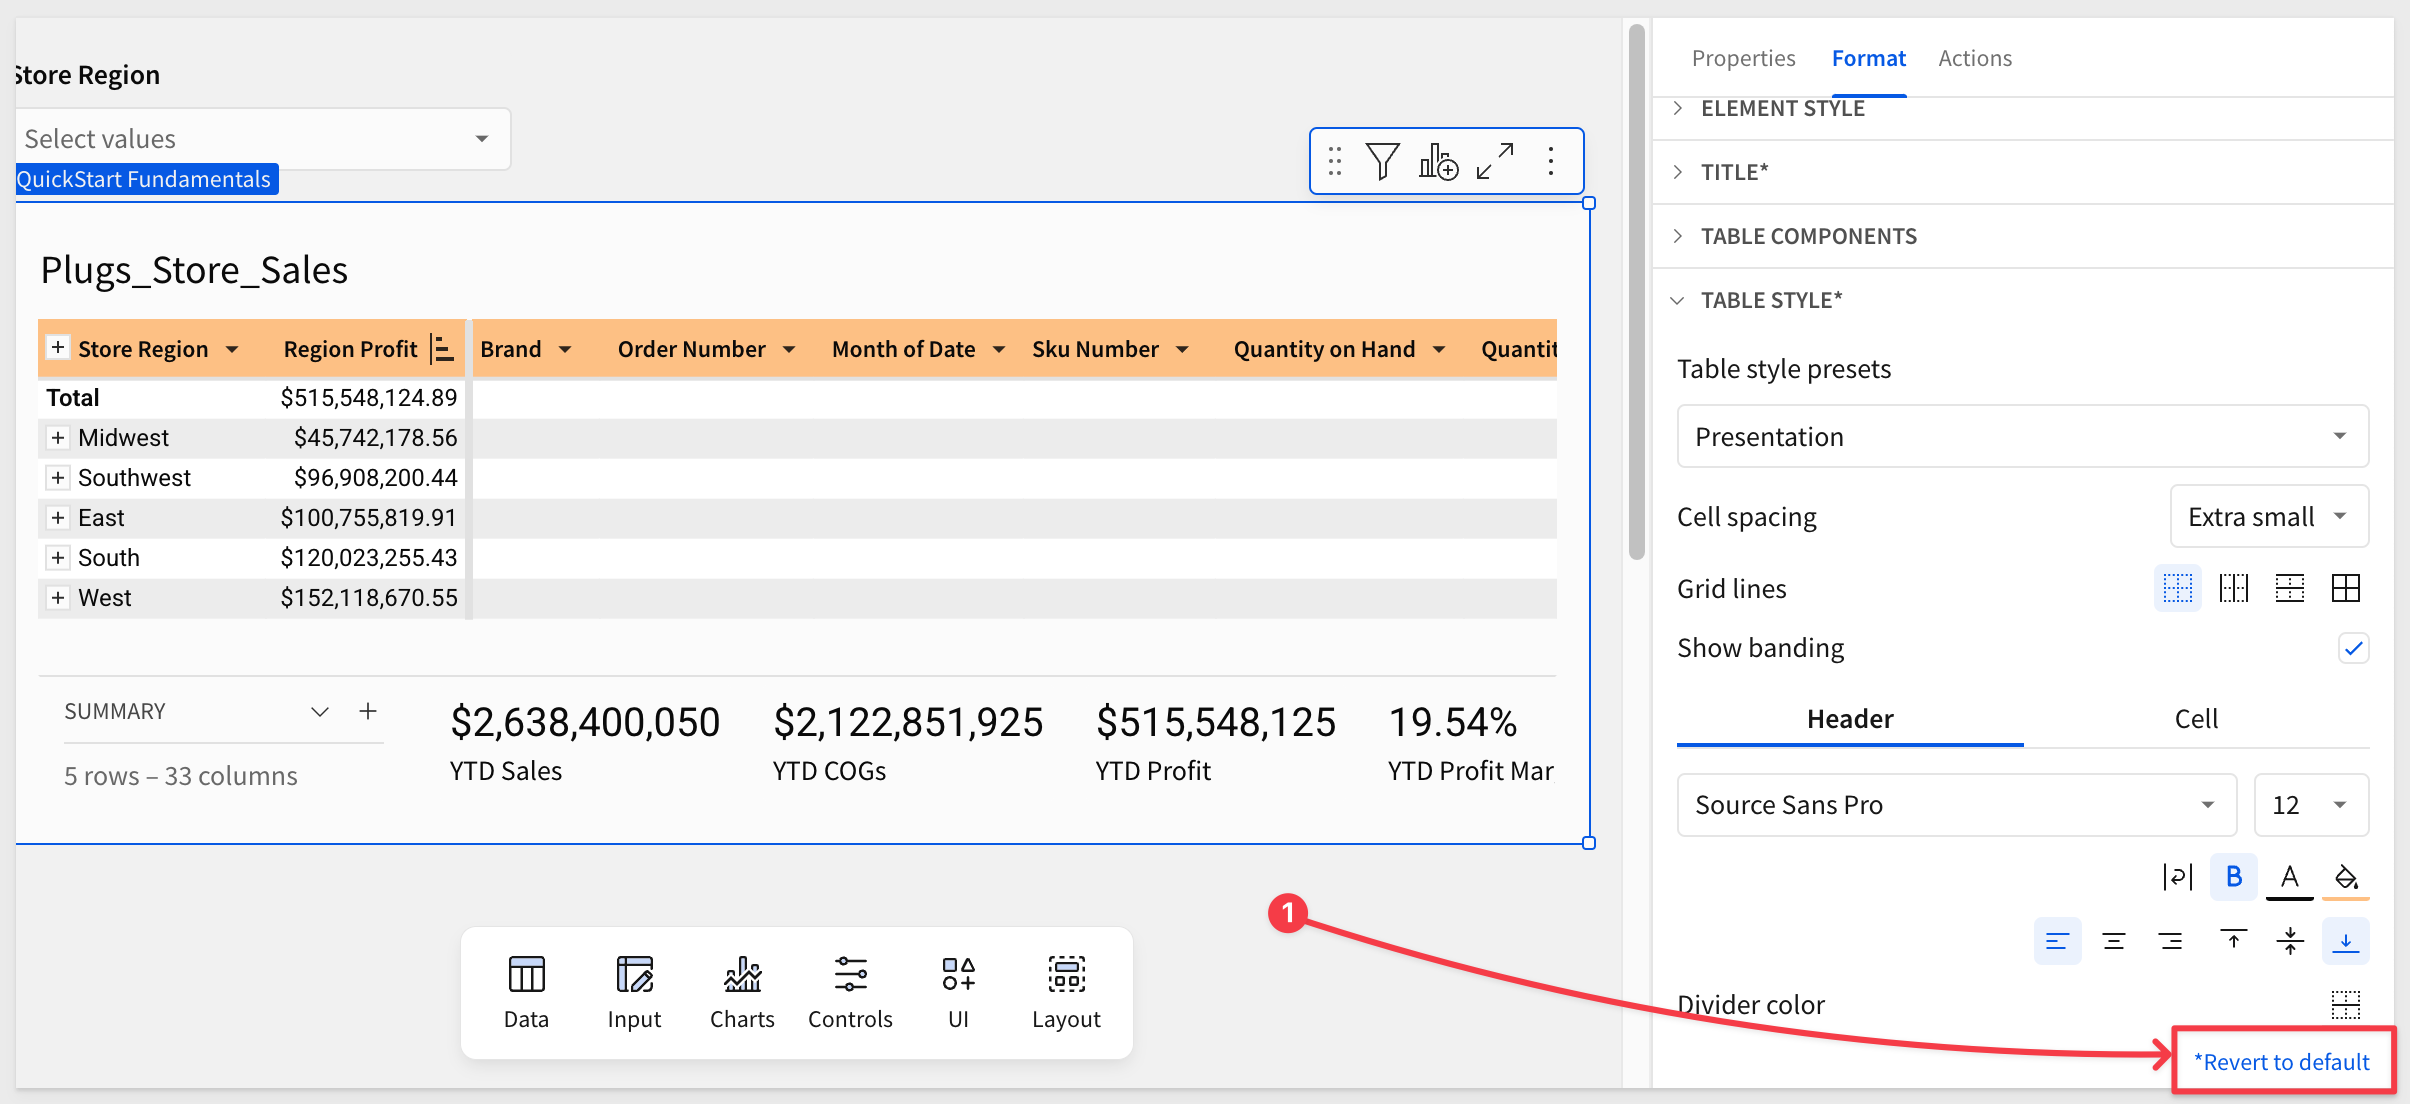 Store Region
Select values
QuickStart Fundamentals
Plugs_Store_Sales
Store Region Region Profit Brand Order Number Month of Date Sku Number Quantity on Hand Quantit
Total $515,548,124.89
Midwest $45,742,178.56
Southwest $96,908,200.44
East $100,755,819.91
South $120,023,255.43
West $152,118,670.55
SUMMARY
5 rows – 33 columns
$2,638,400,050 $2,122,851,925 $515,548,125 19.54%
YTD Sales YTD COGs YTD Profit YTD Profit Mar
1
Data Input Charts Controls UI Layout
Properties Format Actions
ELEMENT STYLE
TITLE*
TABLE COMPONENTS
TABLE STYLE*
Table style presets
Presentation
Cell spacing Extra small
Grid lines
Show banding
Header Cell
Source Sans Pro 12
B A
Divider color
*Revert to default